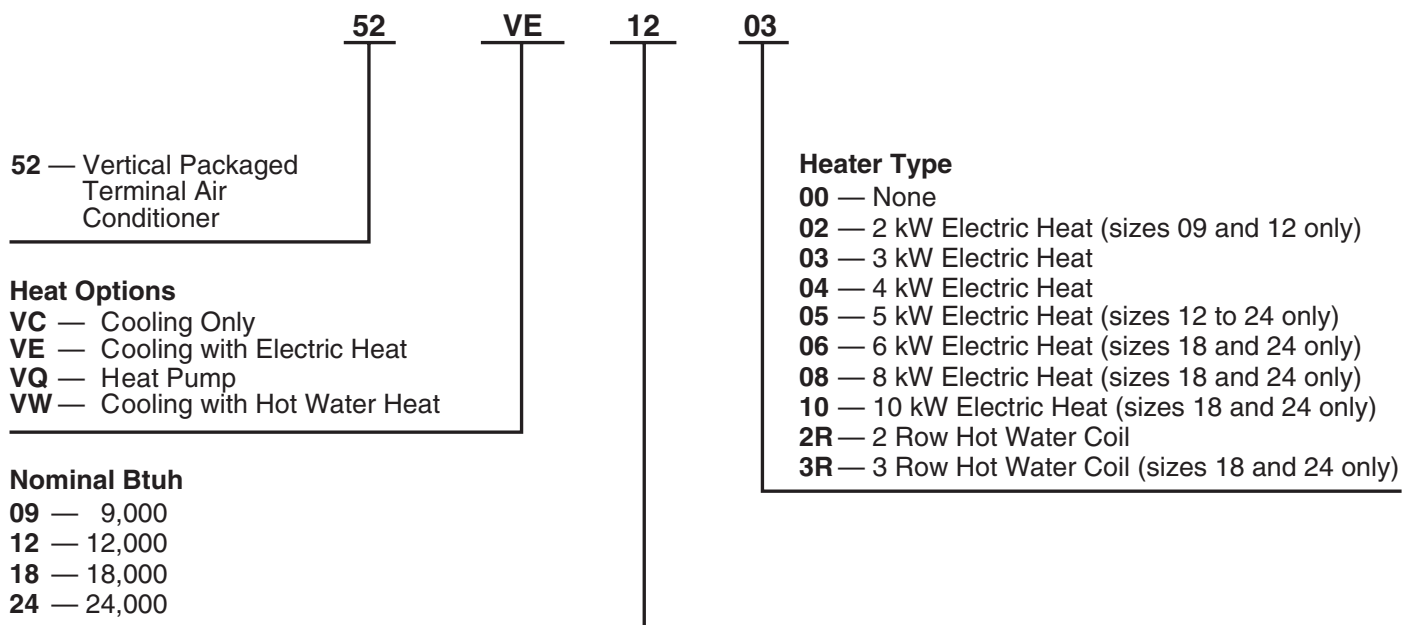 52 VE 12 03
52 — Vertical Packaged
Terminal Air
Conditioner
Heat Options
VC — Cooling Only
VE — Cooling with Electric Heat
VQ — Heat Pump
VW — Cooling with Hot Water Heat
Nominal Btuh
09 — 9,000
12 — 12,000
18 — 18,000
24 — 24,000
Heater Type
00 — None
02 — 2 kW Electric Heat (sizes 09 and 12 only)
03 — 3 kW Electric Heat
04 — 4 kW Electric Heat
05 — 5 kW Electric Heat (sizes 12 to 24 only)
06 — 6 kW Electric Heat (sizes 18 and 24 only)
08 — 8 kW Electric Heat (sizes 18 and 24 only)
10 — 10 kW Electric Heat (sizes 18 and 24 only)
2R — 2 Row Hot Water Coil
3R — 3 Row Hot Water Coil (sizes 18 and 24 only)